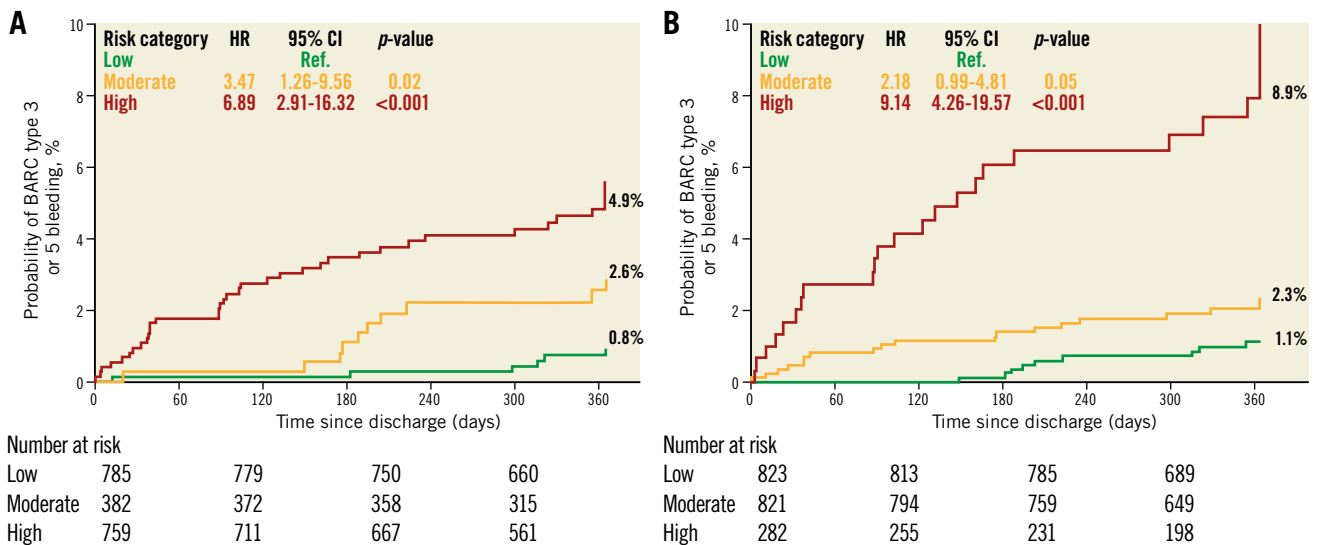 A
Risk category HR 95% CI p-value
Low Ref.
Moderate 3.47 1.26-9.56 0.02
High 6.89 2.91-16.32 <0.001
Probability of BARC type 3
or 5 bleeding, %
10
8
6
4
2
0
4.9%
2.6%
0.8%
0 60 120 180 240 300 360
Time since discharge (days)
Number at risk
Low 785 779 750 660
Moderate 382 372 358 315
High 759 711 667 561
B
Risk category HR 95% CI p-value
Low Ref.
Moderate 2.18 0.99-4.81 0.05
High 9.14 4.26-19.57 <0.001
Probability of BARC type 3
or 5 bleeding, %
10
8
6
4
2
0
8.9%
2.3%
1.1%
0 60 120 180 240 300 360
Time since discharge (days)
Number at risk
Low 823 813 785 689
Moderate 821 794 759 649
High 282 255 231 198